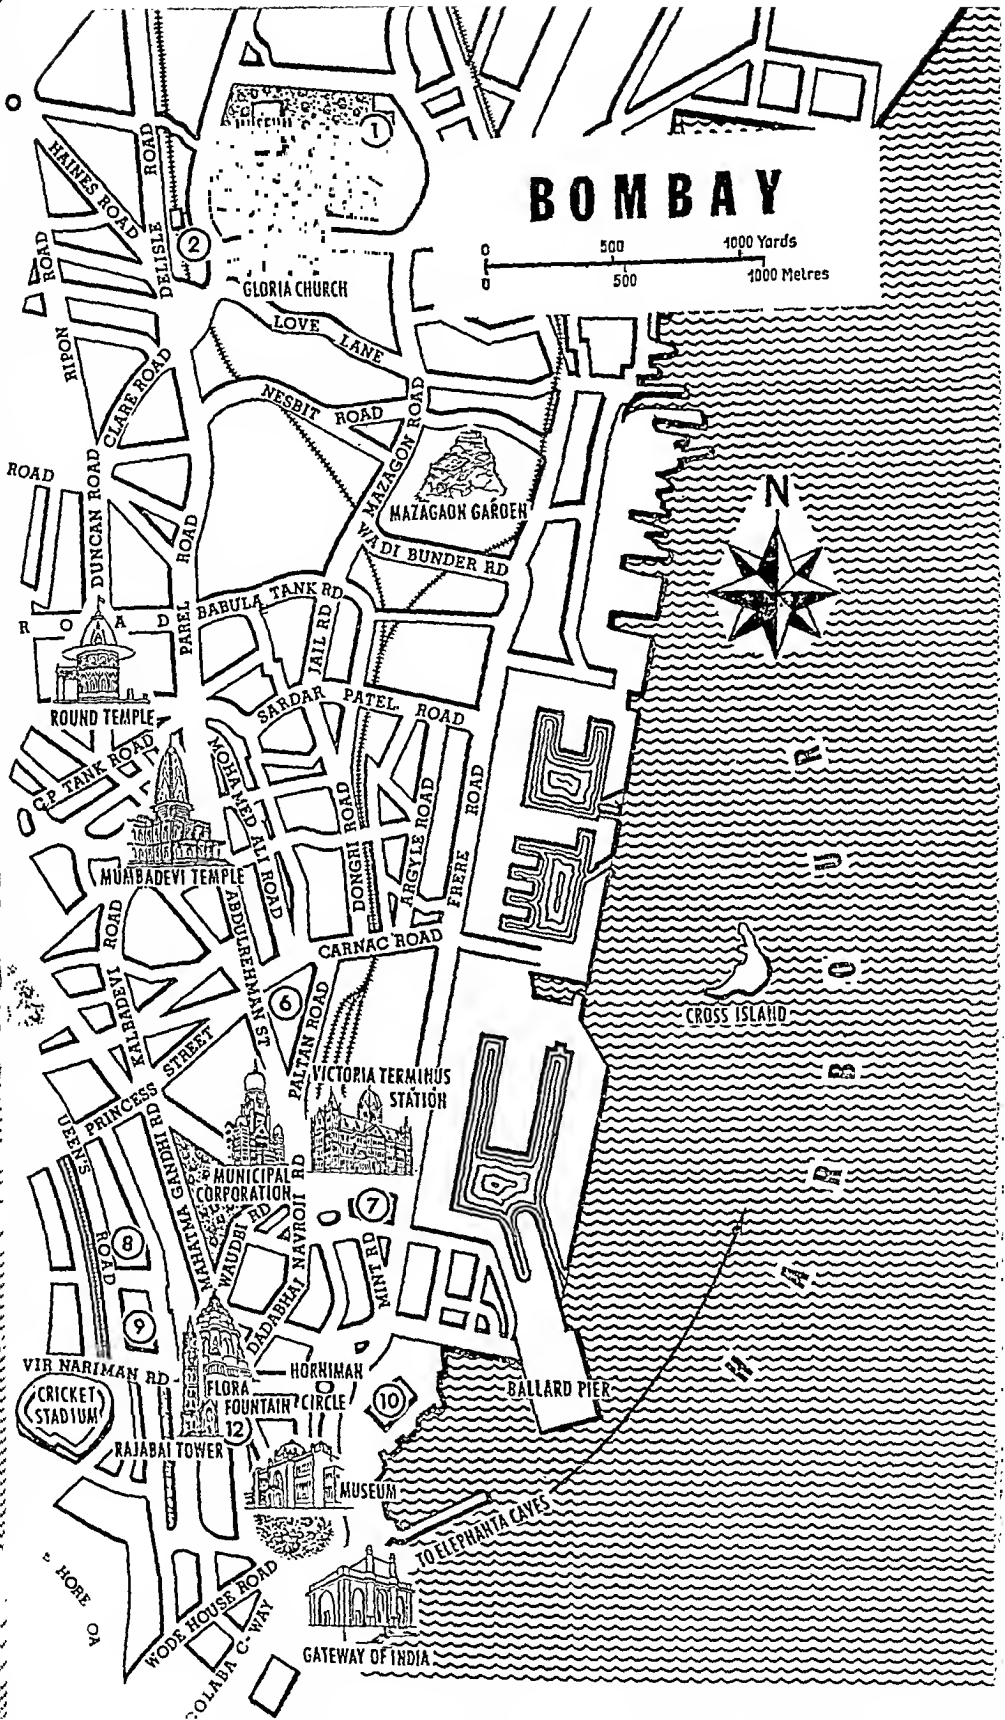 BOMBAY
0 500 1000 Yards
0 500 1000 Metres
1
ROAD
HAINES ROAD
2
DELISLE
ROAD
GLORIA CHURCH
LOVE LANE
RIPON
CLARE ROAD
NESBIT ROAD
MAZAGON ROAD
ROAD
DUNCAN ROAD
MAZAGAON GARDEN
N
ROAD
WADI BUNDER RD
BABULA TANK RD
ROAD
PAREL
JAIL RD
ROUND TEMPLE
SARDAR PATEL ROAD
C.P TANK ROAD
MOHAMED ALI ROAD
DONGRI ROAD
ARGYLE ROAD
FRERE ROAD
MUMBADEVI TEMPLE
HARBOUR
ROAD
KALBADEVI
ABDULREHMAN ST
CARNAC ROAD
CROSS ISLAND
6
PALTAN ROAD
PRINCESS STREET
VICTORIA TERMINUS
STATION
UEEN'S
ROAD
MAHATMA GANDHI RD
MUNICIPAL
CORPORATION
7
WAUDBI RD
DADABHAI NAVROJI RD
MINT RD
8
9
VIR NARIMAN RD
CRICKET
STADIUM
HORNIMAN
CIRCLE
FLORA
FOUNTAIN
10
BALLARD PIER
12
RAJABAI TOWER
MUSEUM
TO ELEPHANTA CAVES
HORE
OA
WODE HOUSE ROAD
OLABA C-WAY
GATEWAY OF INDIA